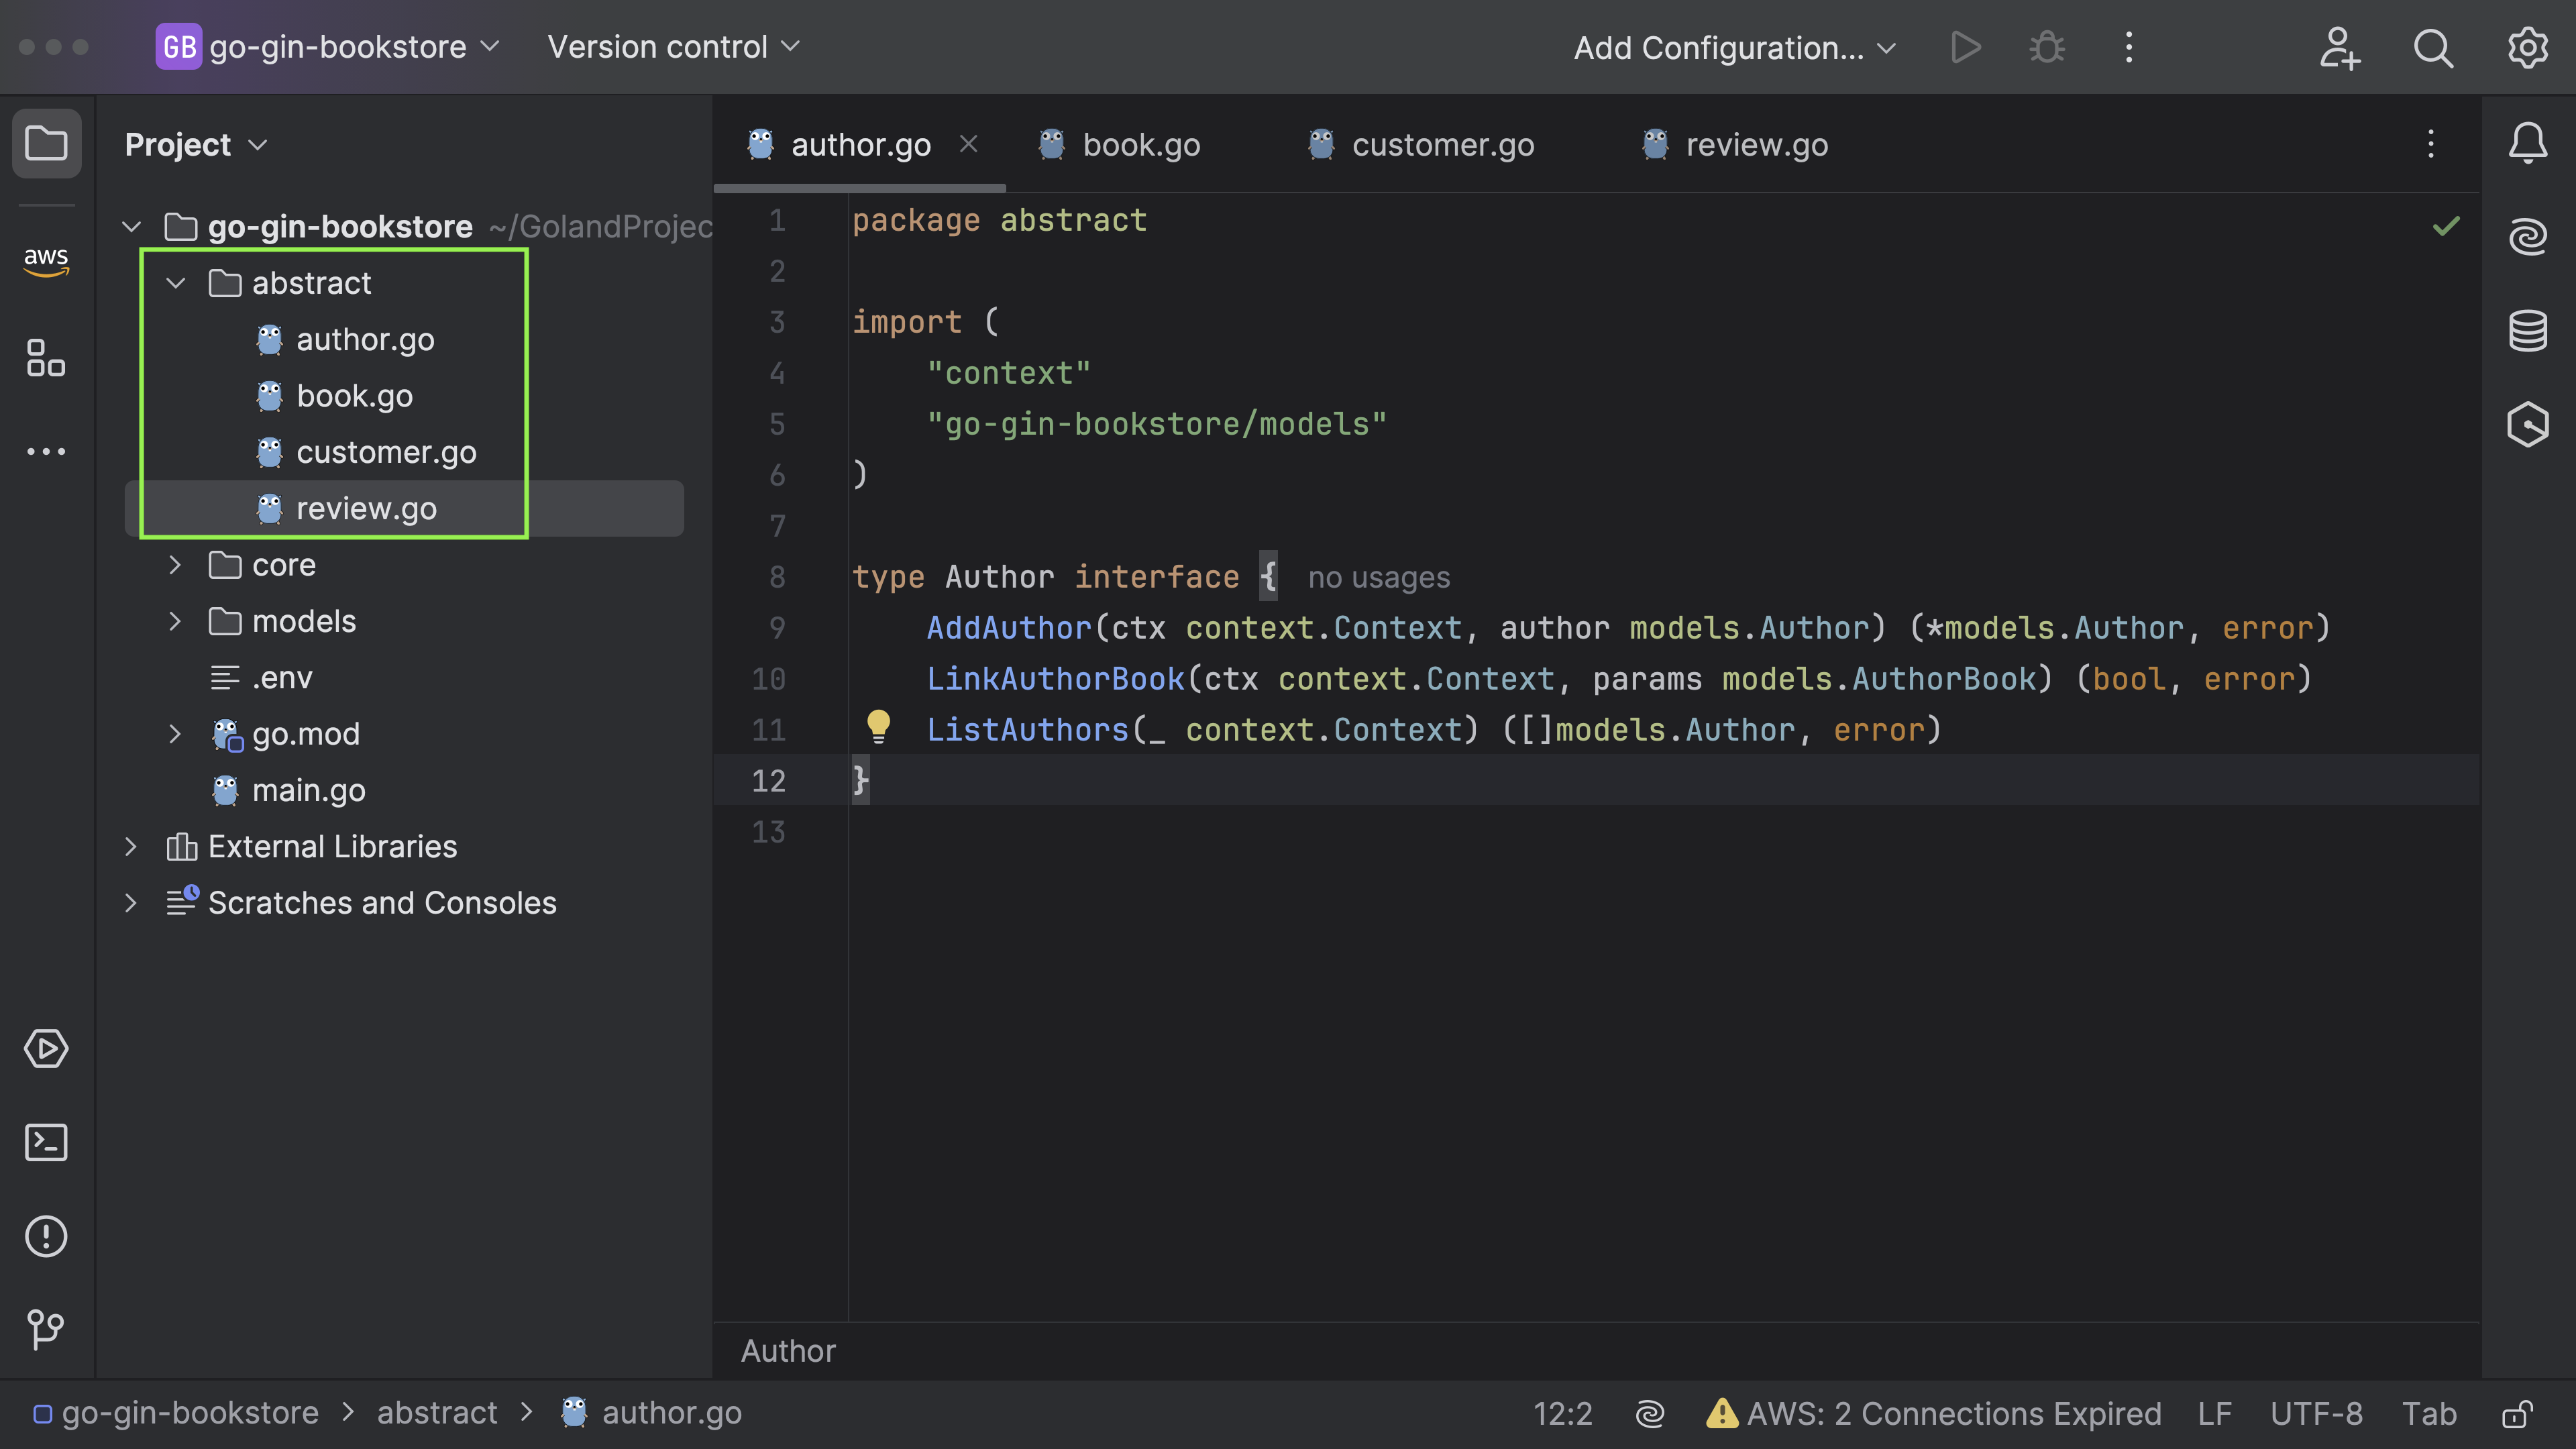 GB go-gin-bookstore Version control Add Configuration...
Project
author.go book.go customer.go review.go
aws
go-gin-bookstore ~/GolandProjec
abstract
author.go
book.go
customer.go
review.go
core
models
.env
go.mod
main.go
External Libraries
Scratches and Consoles
1 package abstract
2
3 import (
4 "context"
5 "go-gin-bookstore/models"
6 )
7
8 type Author interface { no usages
9 AddAuthor(ctx context.Context, author models.Author) (*models.Author, error)
10 LinkAuthorBook(ctx context.Context, params models.AuthorBook) (bool, error)
11 ListAuthors(_ context.Context) ([]models.Author, error)
12 }
13
Author
go-gin-bookstore > abstract > author.go 12:2 AWS: 2 Connections Expired LF UTF-8 Tab